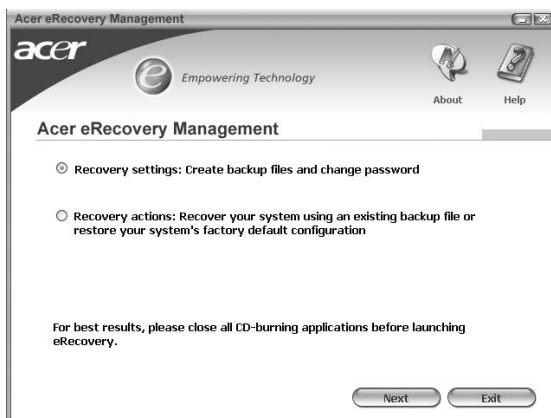 Acer eRecovery Management
acer
e Empowering Technology
About Help
Acer eRecovery Management
Recovery settings: Create backup files and change password
Recovery actions: Recover your system using an existing backup file or
restore your system's factory default configuration
For best results, please close all CD-burning applications before launching
eRecovery.
Next Exit